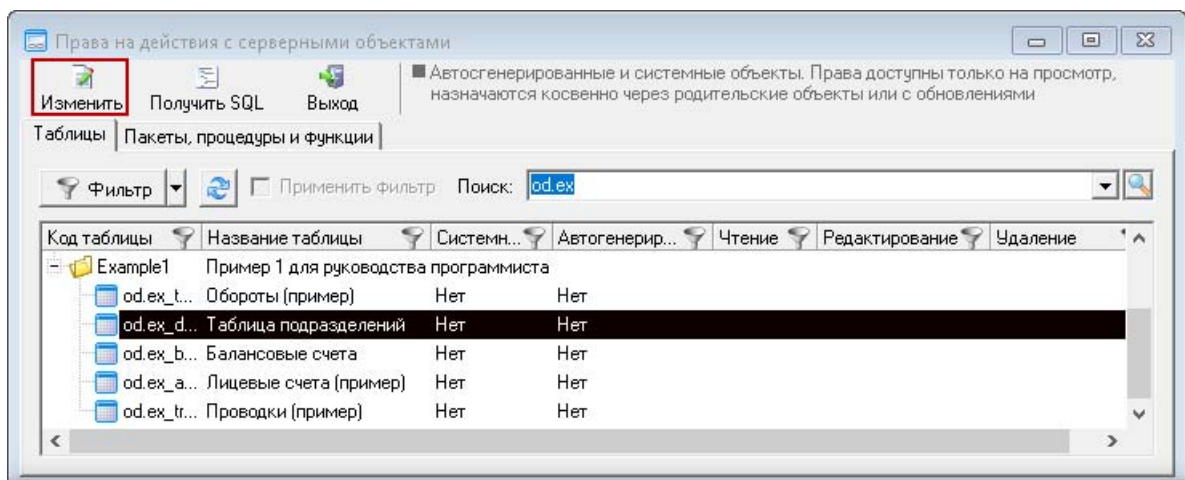 Права на действия с серверными объектами
Изменить Получить SQL Выход
Автосгенерированные и системные объекты. Права доступны только на просмотр,
назначаются косвенно через родительские объекты или с обновлениями
Таблицы Пакеты, процедуры и функции
Фильтр Применить фильтр Поиск: od.ex
Код таблицы Название таблицы Системн... Автогенерир... Чтение Редактирование Удаление
Example1 Пример 1 для руководства программиста
od.ex_t... Обороты (пример) Нет Нет
od.ex_d... Таблица подразделений Нет Нет
od.ex_b... Балансовые счета Нет Нет
od.ex_a... Лицевые счета (пример) Нет Нет
od.ex_tr... Проводки (пример) Нет Нет